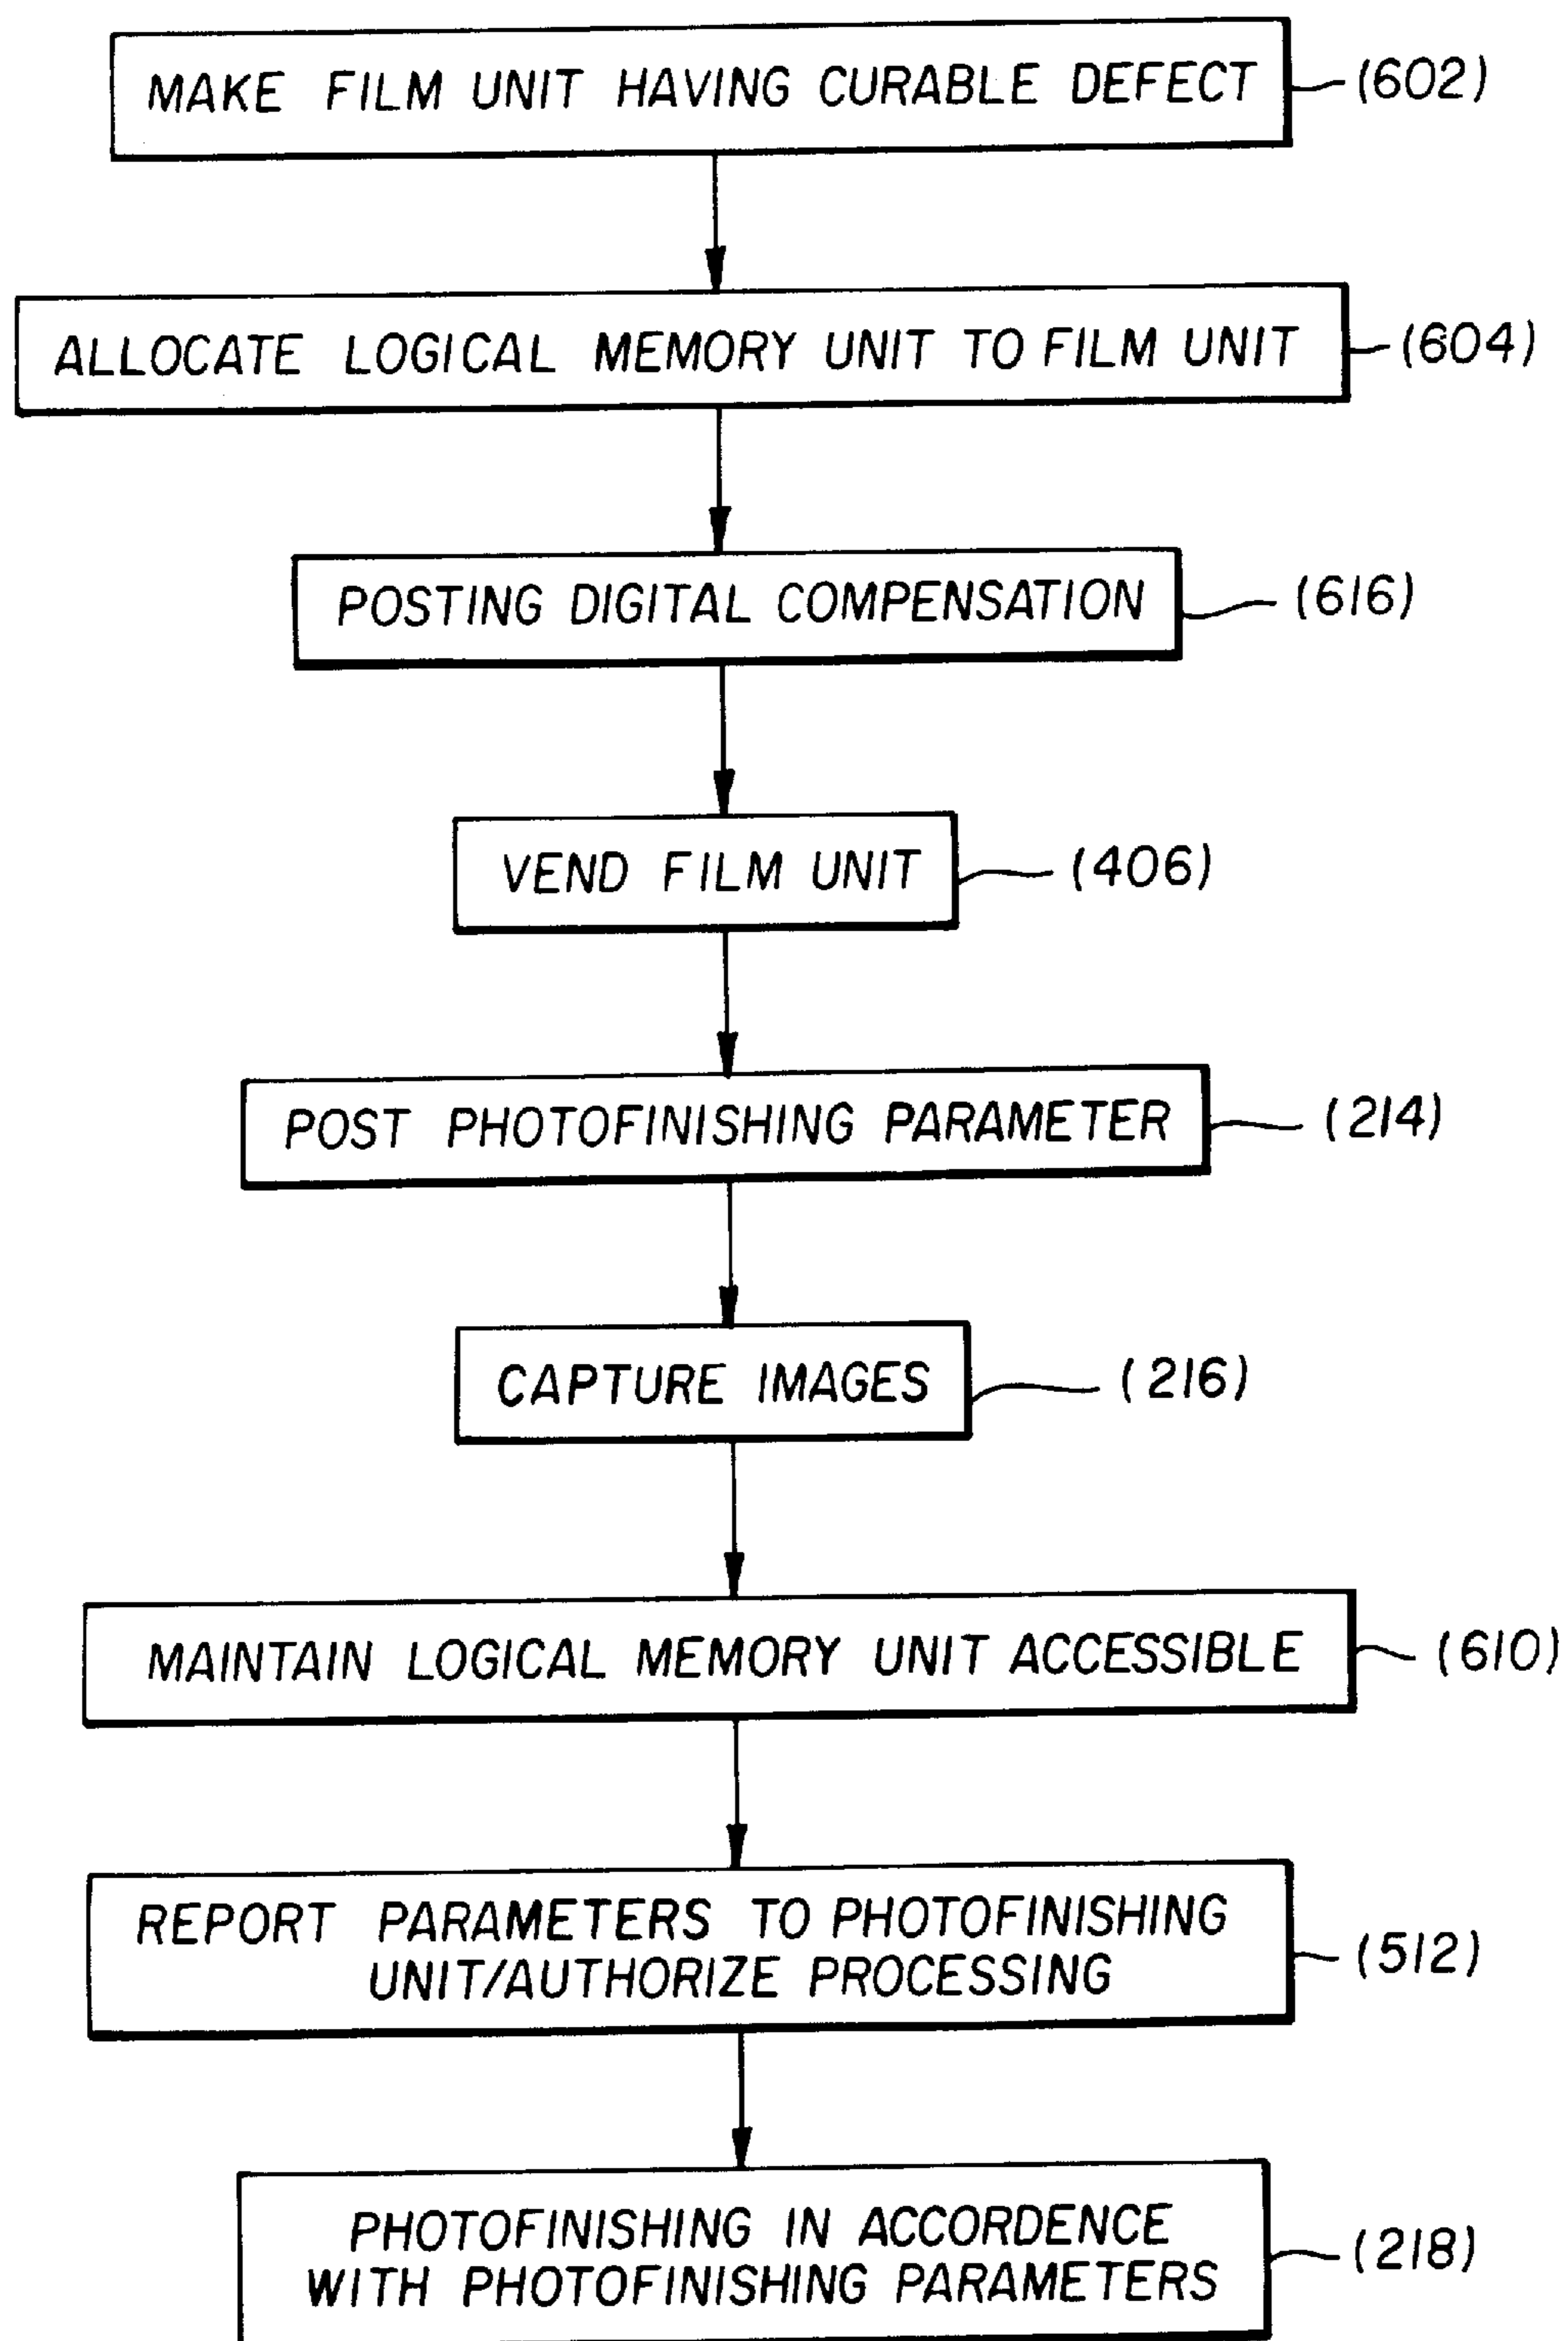 MAKE FILM UNIT HAVING CURABLE DEFECT (602)
ALLOCATE LOGICAL MEMORY UNIT TO FILM UNIT (604)
POSTING DIGITAL COMPENSATION (616)
VEND FILM UNIT (406)
POST PHOTOFINISHING PARAMETER (214)
CAPTURE IMAGES (216)
MAINTAIN LOGICAL MEMORY UNIT ACCESSIBLE (610)
REPORT PARAMETERS TO PHOTOFINISHING
UNIT/AUTHORIZE PROCESSING (512)
PHOTOFINISHING IN ACCORDENCE
WITH PHOTOFINISHING PARAMETERS (218)